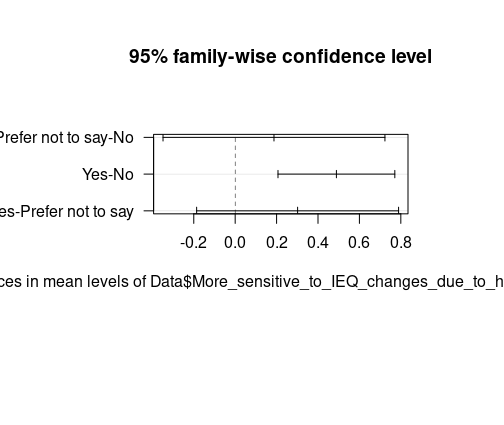 95% family-wise confidence level
Prefer not to say-No
Yes-No
es-Prefer not to say
-0.2 0.0 0.2 0.4 0.6 0.8
ces in mean levels of Data$More_sensitive_to_IEQ_changes_due_to_h